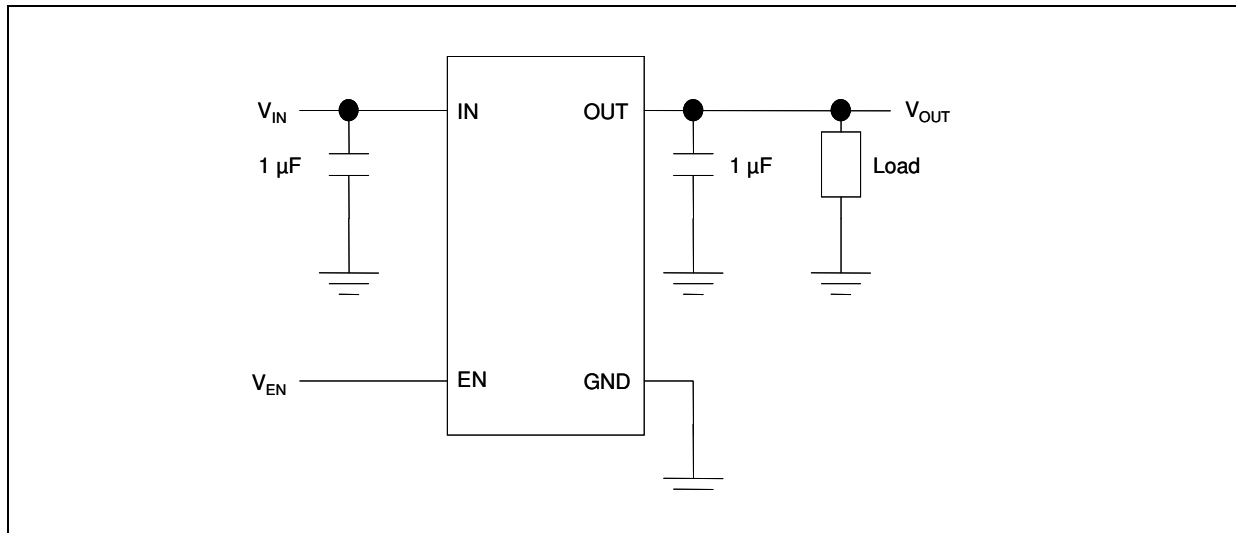 V_IN IN OUT V_OUT
1 µF 1 µF Load
V_EN EN GND